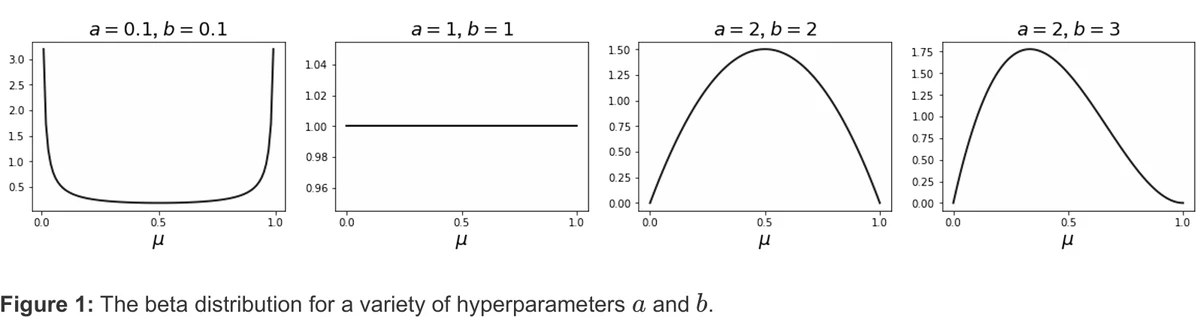 a = 0.1, b = 0.1
3.0
2.5
2.0
1.5
1.0
0.5
0.0 0.5 1.0
μ
a = 1, b = 1
1.04
1.02
1.00
0.98
0.96
0.0 0.5 1.0
μ
a = 2, b = 2
1.50
1.25
1.00
0.75
0.50
0.25
0.00
0.0 0.5 1.0
μ
a = 2, b = 3
1.75
1.50
1.25
1.00
0.75
0.50
0.25
0.00
0.0 0.5 1.0
μ
Figure 1: The beta distribution for a variety of hyperparameters a and b.